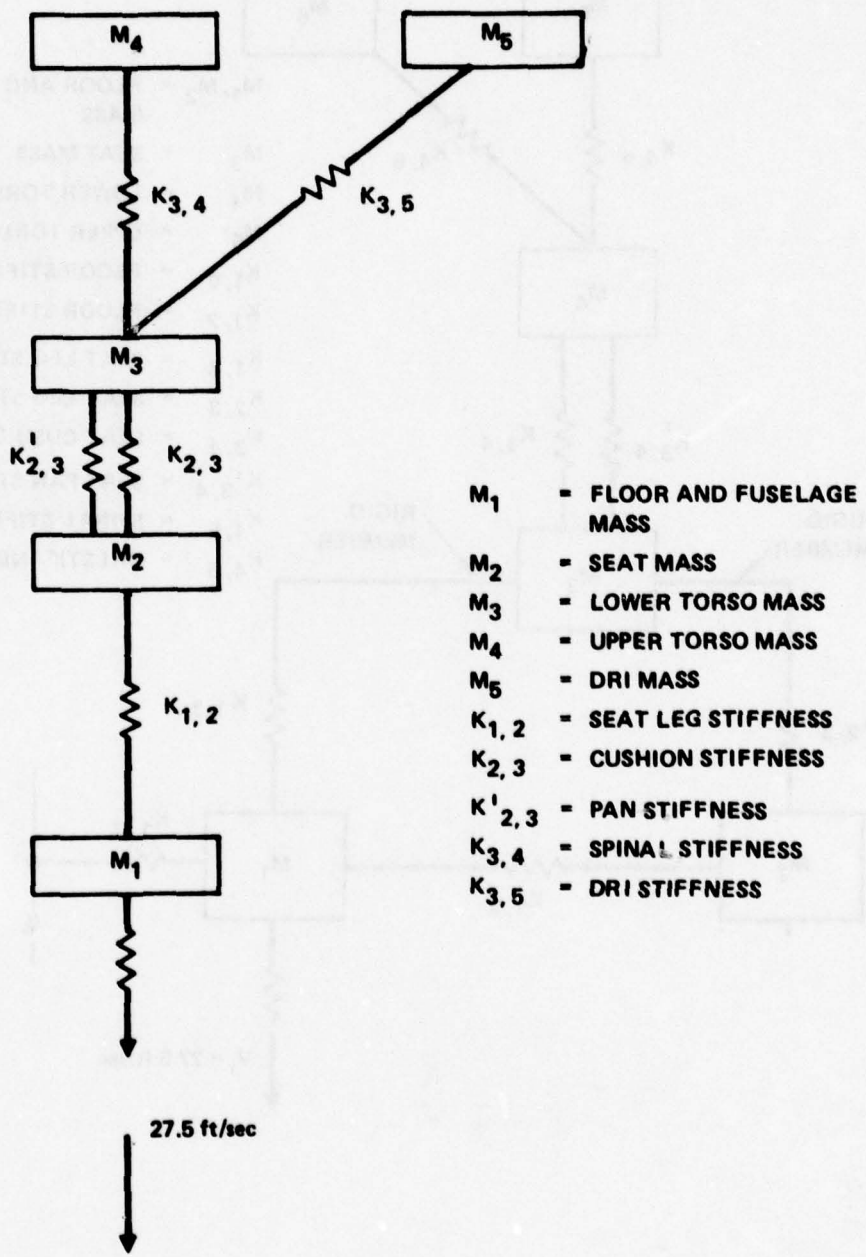 M4
M5
K3, 4
K3, 5
M3
K'2, 3
K2, 3
M2
K1, 2
M1
27.5 ft/sec
M1 = FLOOR AND FUSELAGE
MASS
M2 = SEAT MASS
M3 = LOWER TORSO MASS
M4 = UPPER TORSO MASS
M5 = DRI MASS
K1, 2 = SEAT LEG STIFFNESS
K2, 3 = CUSHION STIFFNESS
K'2, 3 = PAN STIFFNESS
K3, 4 = SPINAL STIFFNESS
K3, 5 = DRI STIFFNESS